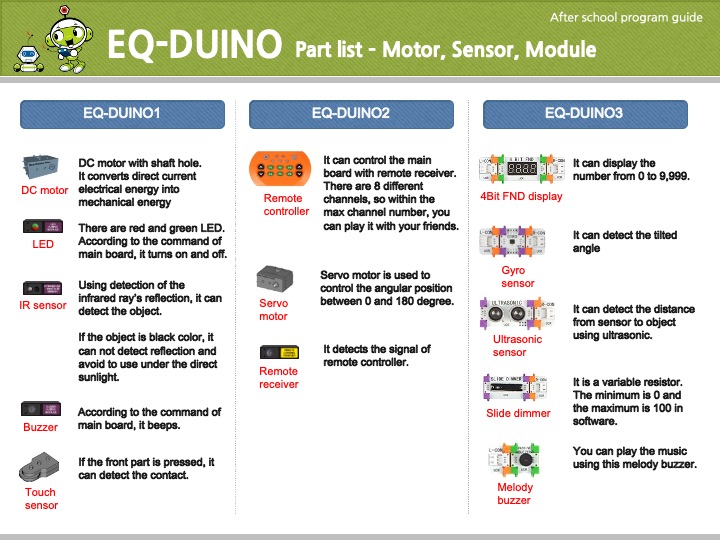 After school program guide
EQ-DUINO Part list - Motor, Sensor, Module
EQ-DUINO1
DC motor
DC motor with shaft hole.
It converts direct current
electrical energy into
mechanical energy
LED
There are red and green LED.
According to the command of
main board, it turns on and off.
IR sensor
Using detection of the
infrared ray's reflection, it can
detect the object.
If the object is black color, it
can not detect reflection and
avoid to use under the direct
sunlight.
Buzzer
According to the command of
main board, it beeps.
Touch
sensor
If the front part is pressed, it
can detect the contact.
EQ-DUINO2
Remote
controller
It can control the main
board with remote receiver.
There are 8 different
channels, so within the
max channel number, you
can play it with your friends.
Servo
motor
Servo motor is used to
control the angular position
between 0 and 180 degree.
Remote
receiver
It detects the signal of
remote controller.
EQ-DUINO3
4 BIT FND
4Bit FND display
It can display the
number from 0 to 9,999.
Gyro
sensor
It can detect the tilted
angle
ULTRASONIC
Ultrasonic
sensor
It can detect the distance
from sensor to object
using ultrasonic.
SLIDE DIMMER
Slide dimmer
It is a variable resistor.
The minimum is 0 and
the maximum is 100 in
software.
Melody
buzzer
You can play the music
using this melody buzzer.